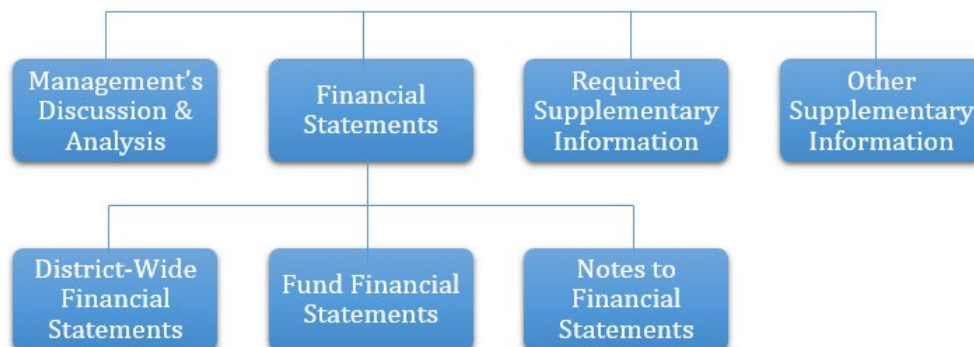 Management's
Discussion &
Analysis
Financial
Statements
Required
Supplementary
Information
Other
Supplementary
Information
District-Wide
Financial
Statements
Fund Financial
Statements
Notes to
Financial
Statements